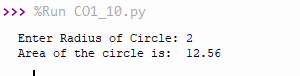 >>> %Run CO1_10.py
Enter Radius of Circle: 2
Area of the circle is:  12.56